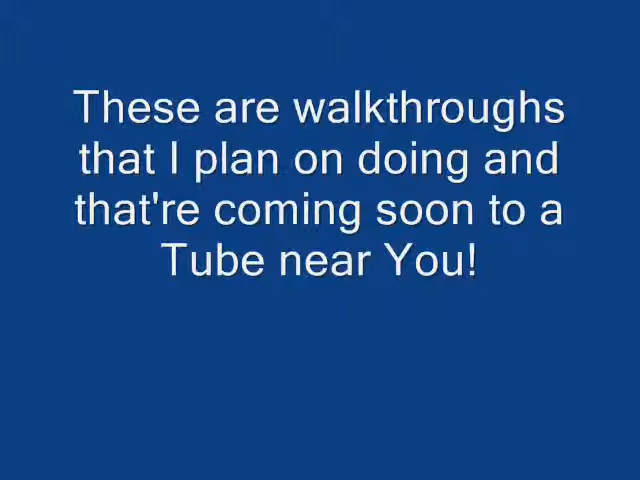 These are walkthroughs
that I plan on doing and
that're coming soon to a
Tube near You!